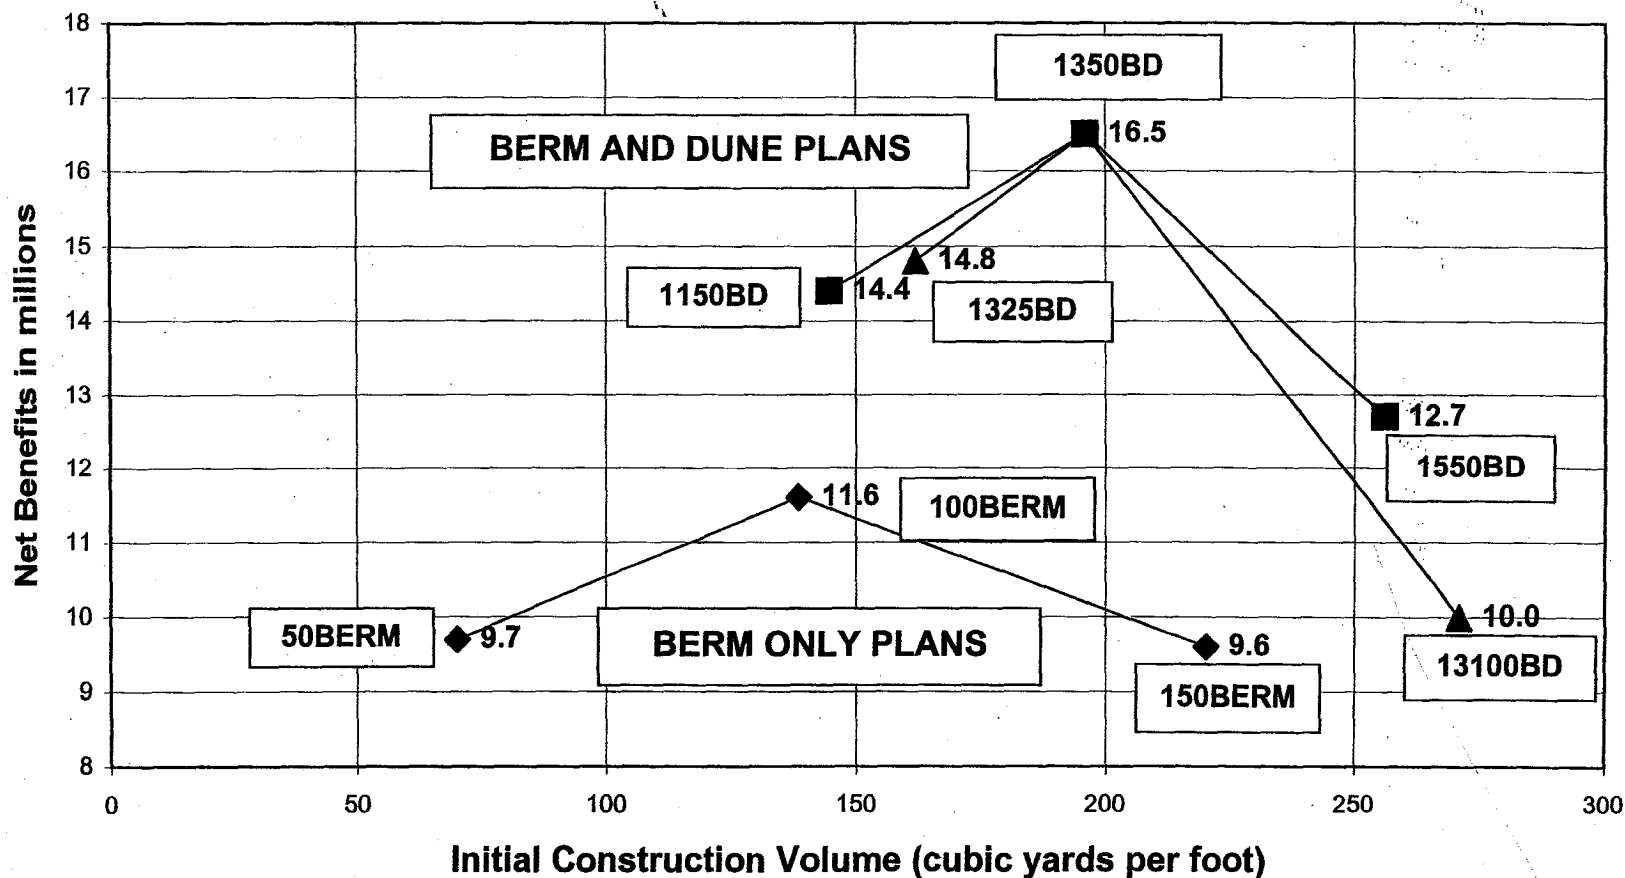 18
1350BD
17
16.5
BERM AND DUNE PLANS
16
15
14.8
1150BD
14.4
1325BD
14
13
12.7
1550BD
12
11.6
100BERM
11
10
10.0
50BERM
9.7
BERM ONLY PLANS
9.6
13100BD
150BERM
9
8
0 50 100 150 200 250 300
Net Benefits in millions
Initial Construction Volume (cubic yards per foot)